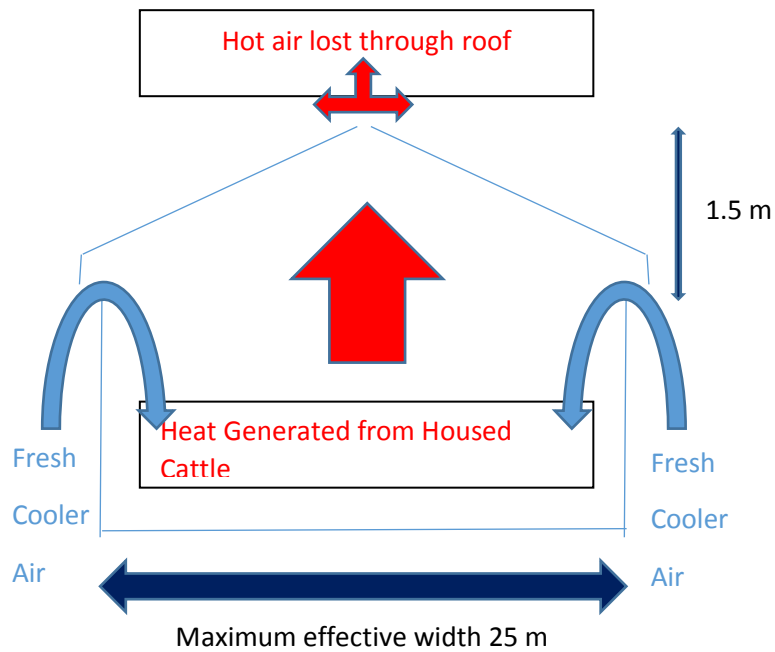 Hot air lost through roof
1.5 m
Heat Generated from Housed
Cattle
Fresh
Cooler
Air
Fresh
Cooler
Air
Maximum effective width 25 m